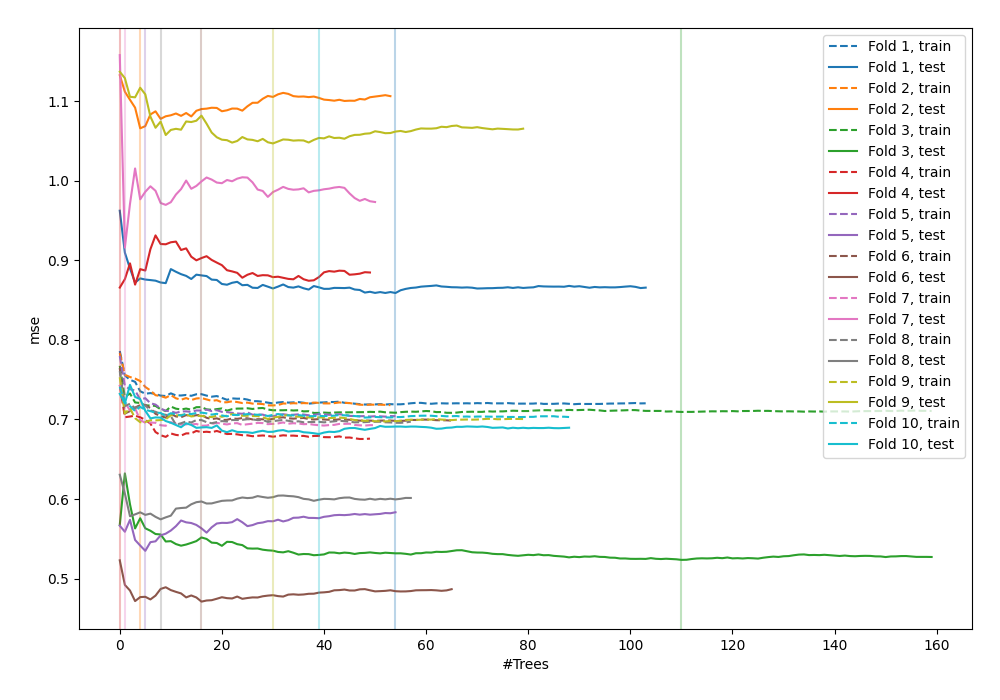 mse
1.1
1.0
0.9
0.8
0.7
0.6
0.5
0
20
40
60
80
100
120
140
160
#Trees
Fold 1, train
Fold 1, test
Fold 2, train
Fold 2, test
Fold 3, train
Fold 3, test
Fold 4, train
Fold 4, test
Fold 5, train
Fold 5, test
Fold 6, train
Fold 6, test
Fold 7, train
Fold 7, test
Fold 8, train
Fold 8, test
Fold 9, train
Fold 9, test
Fold 10, train
Fold 10, test